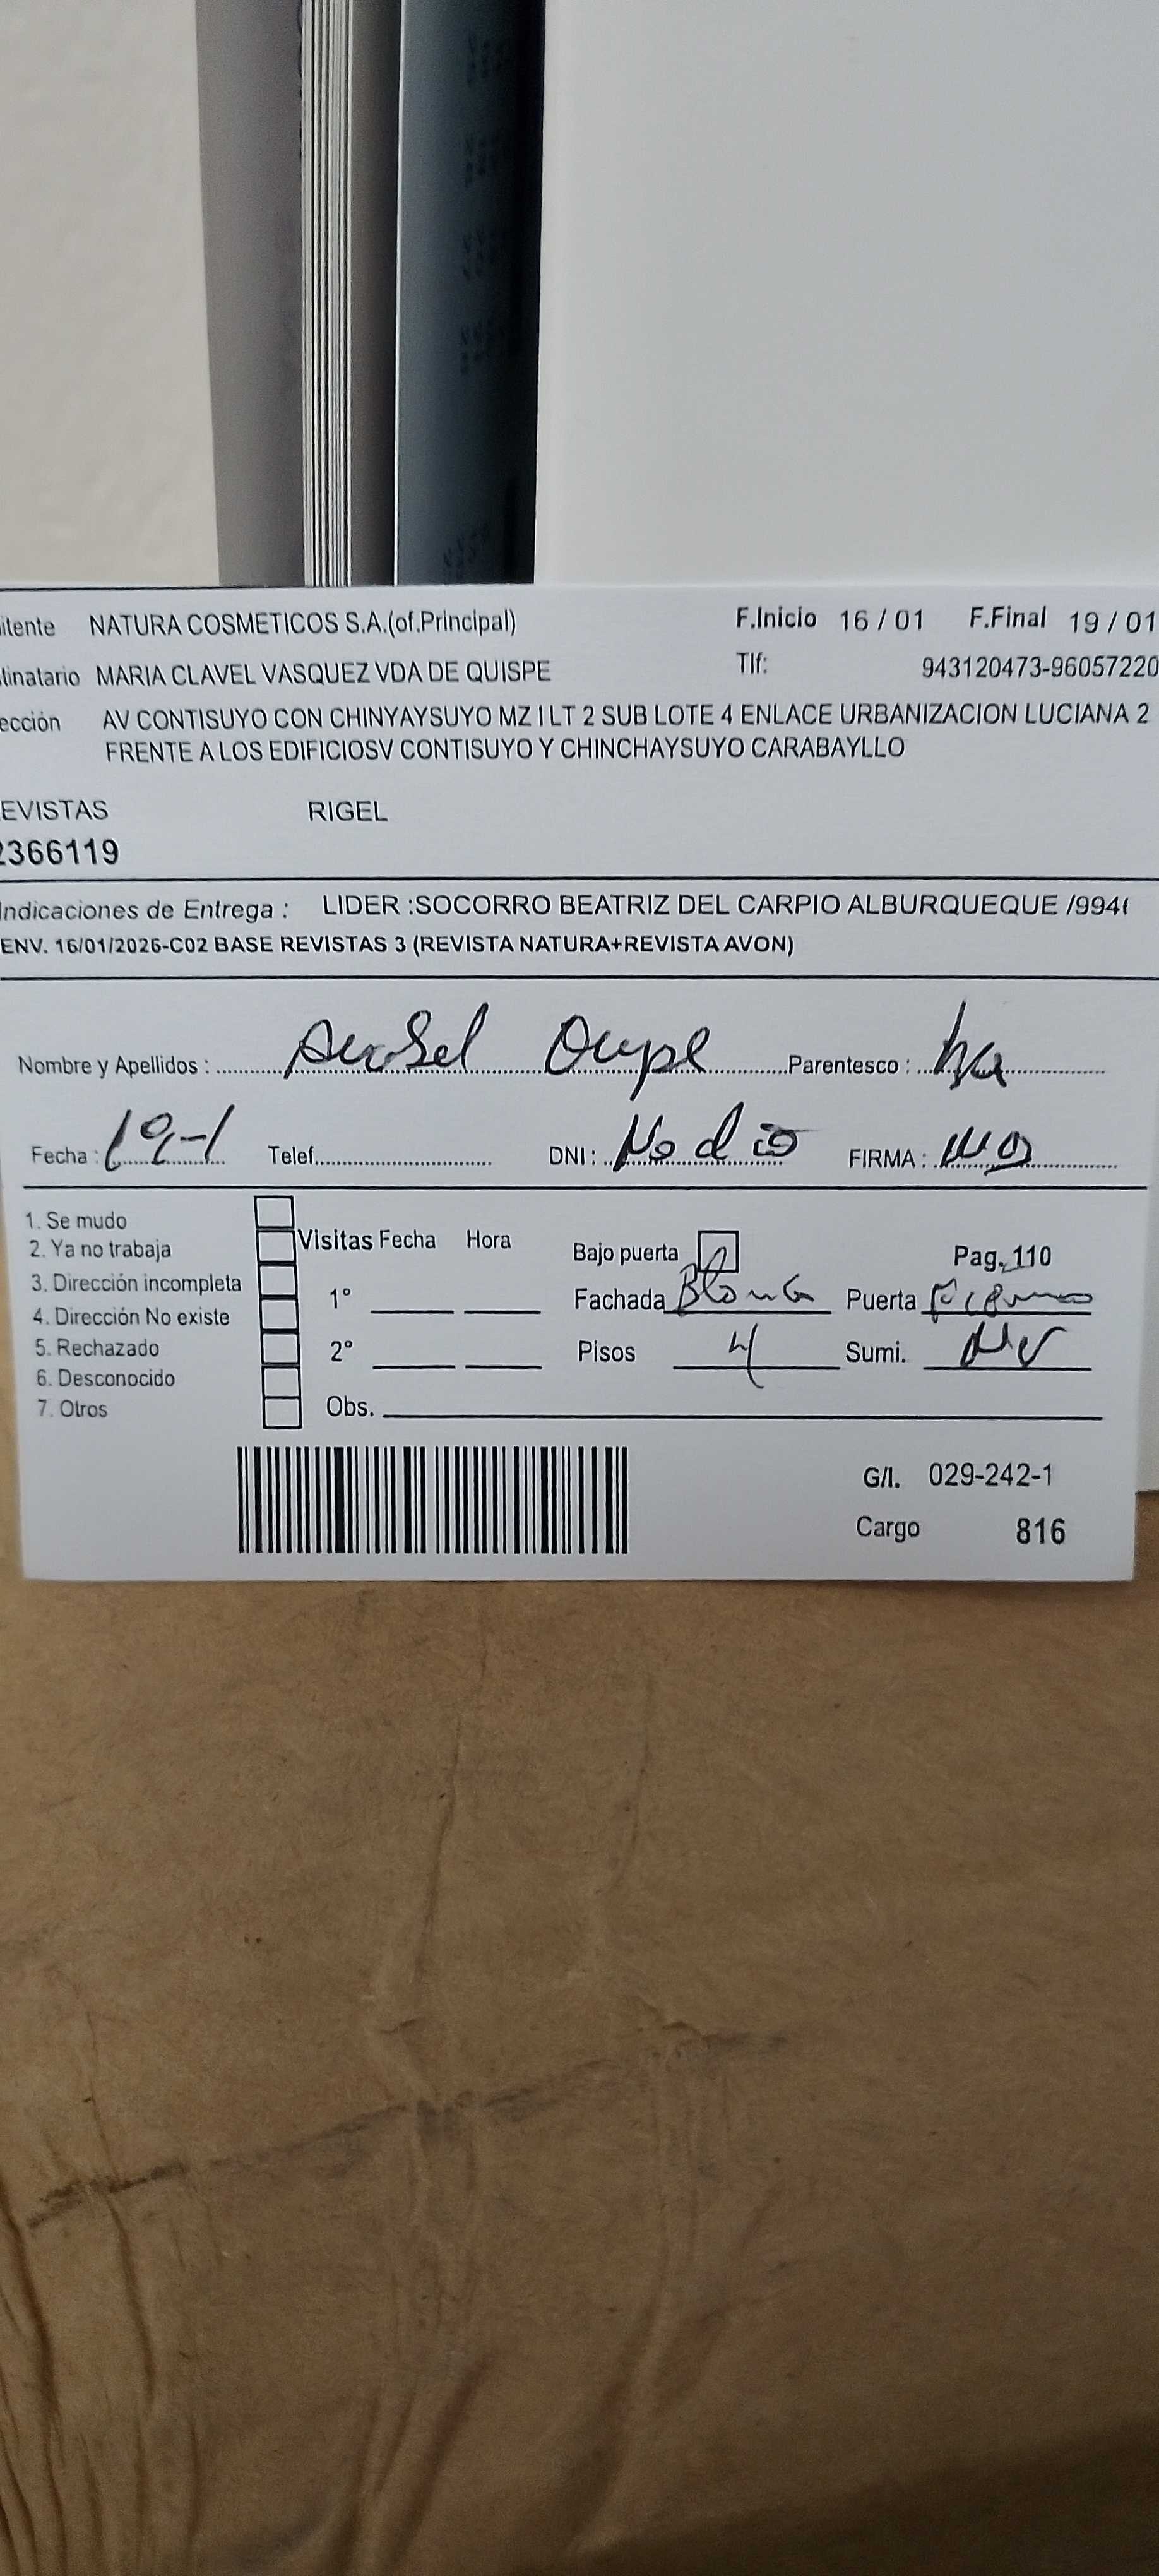 itente NATURA COSMETICOS S.A.(of.Principal) F.Inicio 16 / 01 F.Final 19 / 01
tinatario MARIA CLAVEL VASQUEZ VDA DE QUISPE Tlf: 943120473-96057220
ección AV CONTISUYO CON CHINYAYSUYO MZ I LT 2 SUB LOTE 4 ENLACE URBANIZACION LUCIANA 2
FRENTE A LOS EDIFICIOSV CONTISUYO Y CHINCHAYSUYO CARABAYLLO
EVISTAS RIGEL
2366119
Indicaciones de Entrega : LIDER :SOCORRO BEATRIZ DEL CARPIO ALBURQUEQUE /994
ENV. 16/01/2026-C02 BASE REVISTAS 3 (REVISTA NATURA+REVISTA AVON)
Nombre y Apellidos : Parentesco :
Fecha : 19-1 Telef. DNI : No dio FIRMA :
1. Se mudo
2. Ya no trabaja
3. Dirección incompleta
4. Dirección No existe
5. Rechazado
6. Desconocido
7. Otros
Visitas Fecha Hora
1°
2°
Obs.
Bajo puerta Pag. 110
Fachada Blanca Puerta
Pisos 4 Sumi.
G/I. 029-242-1
Cargo 816